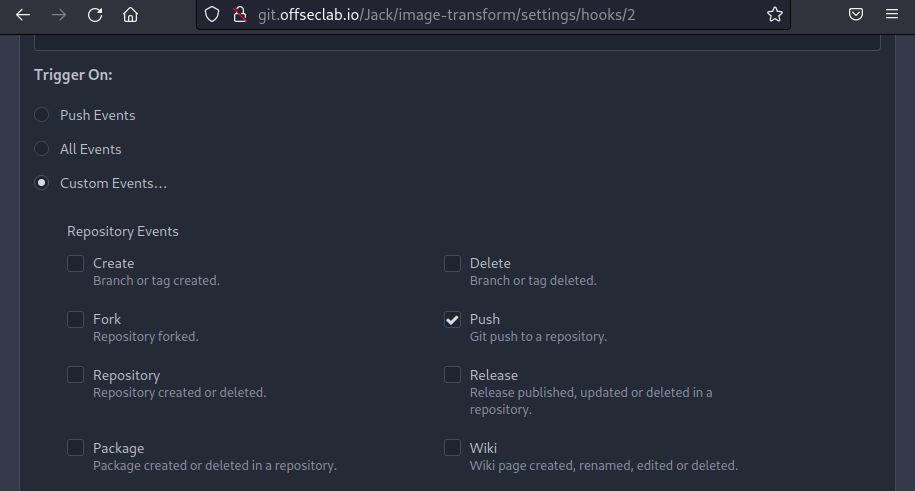 git.offseclab.io/Jack/image-transform/settings/hooks/2
Trigger On:
Push Events
All Events
Custom Events...
Repository Events
Create
Branch or tag created.
Delete
Branch or tag deleted.
Fork
Repository forked.
Push
Git push to a repository.
Repository
Repository created or deleted.
Release
Release published, updated or deleted in a
repository.
Package
Package created or deleted in a repository.
Wiki
Wiki page created, renamed, edited or deleted.